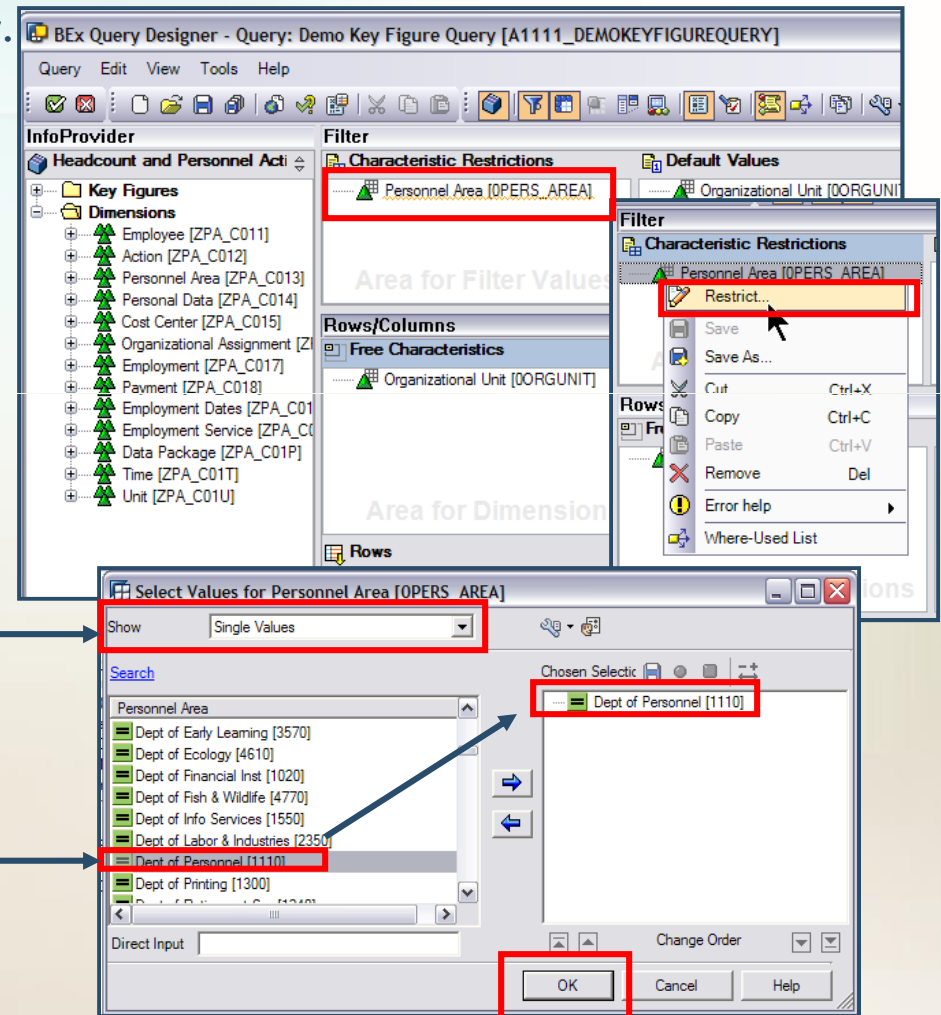 BEx Query Designer - Query: Demo Key Figure Query [A1111_DEMOKEYFIGUREQUERY]
Query Edit View Tools Help
InfoProvider
Headcount and Personnel Acti
Key Figures
Dimensions
Employee [ZPA_C011]
Action [ZPA_C012]
Personnel Area [ZPA_C013]
Personal Data [ZPA_C014]
Cost Center [ZPA_C015]
Organizational Assignment [Z
Employment [ZPA_C017]
Payment [ZPA_C018]
Employment Dates [ZPA_C01
Employment Service [ZPA_C
Data Package [ZPA_C01P]
Time [ZPA_C01T]
Unit [ZPA_C01U]
Filter
Characteristic Restrictions
Personnel Area [0PERS_AREA]
Area for Filter Values
Default Values
Organizational Unit [0ORGUNI
Rows/Columns
Free Characteristics
Organizational Unit [0ORGUNIT]
Area for Dimension
Rows
Filter
Characteristic Restrictions
Personnel Area [0PERS_AREA]
Restrict...
Save
Save As...
Cut Ctrl+X
Copy Ctrl+C
Paste Ctrl+V
Remove Del
Error help
Where-Used List
Rows
Fr
ions
Select Values for Personnel Area [0PERS_AREA]
Show Single Values
Search
Personnel Area
Dept of Early Learning [3570]
Dept of Ecology [4610]
Dept of Financial Inst [1020]
Dept of Fish & Wildlife [4770]
Dept of Info Services [1550]
Dept of Labor & Industries [2350]
Dept of Personnel [1110]
Dept of Printing [1300]
Direct Input
Chosen Selectic
Dept of Personnel [1110]
Change Order
OK Cancel Help